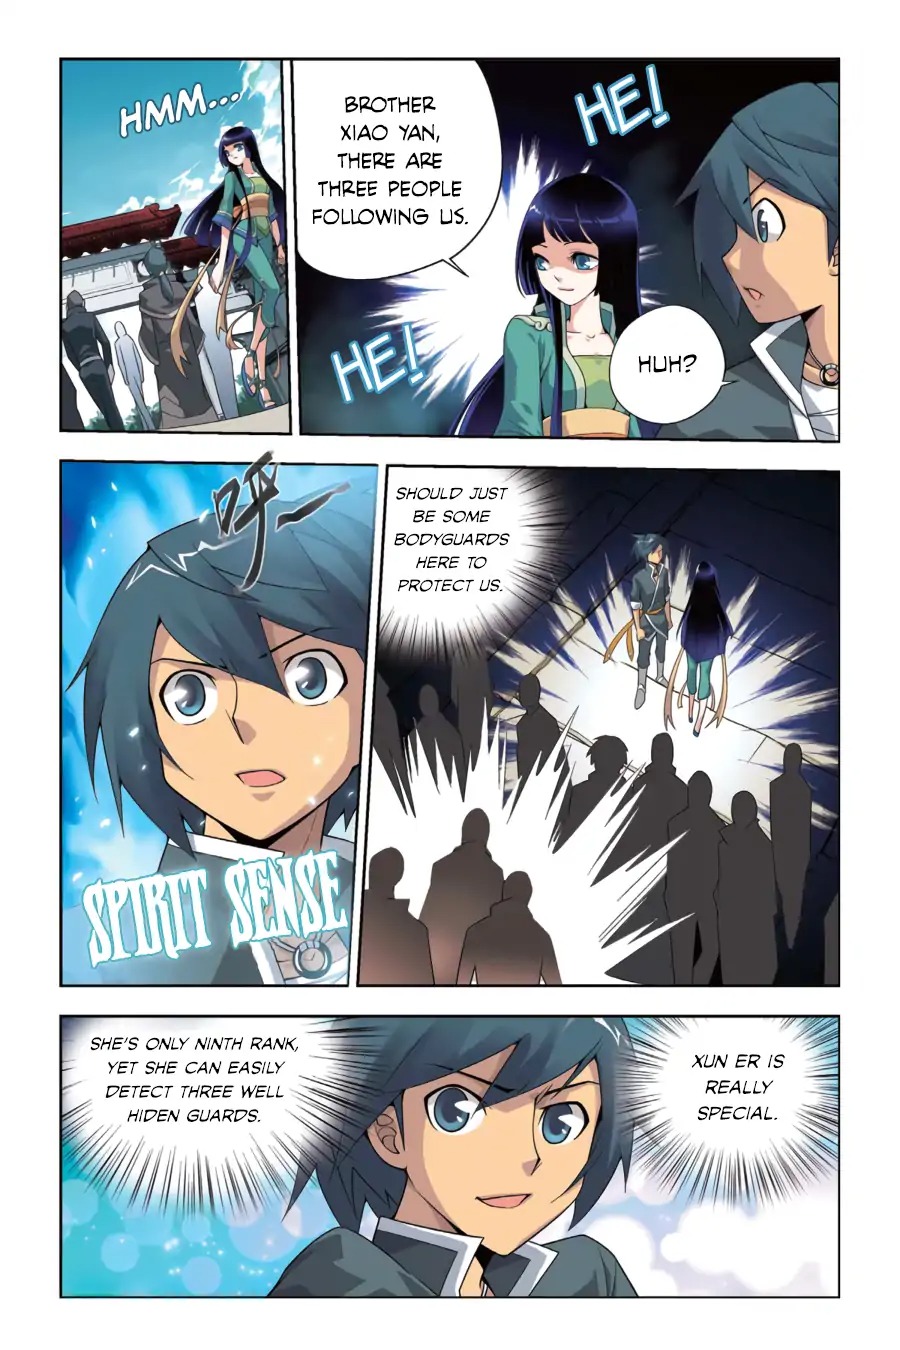 HMM...
BROTHER
XIAO YAN,
THERE ARE
THREE PEOPLE
FOLLOWING US.
HE!
HE!
HUH?
呼一
SPIRIT SENSE
SHOULD JUST
BE SOME
BODYGUARDS
HERE TO
PROTECT US.
SHE'S ONLY NINTH RANK,
YET SHE CAN EASILY
DETECT THREE WELL
HIDEN GUARDS.
XUN ER IS
REALLY
SPECIAL.